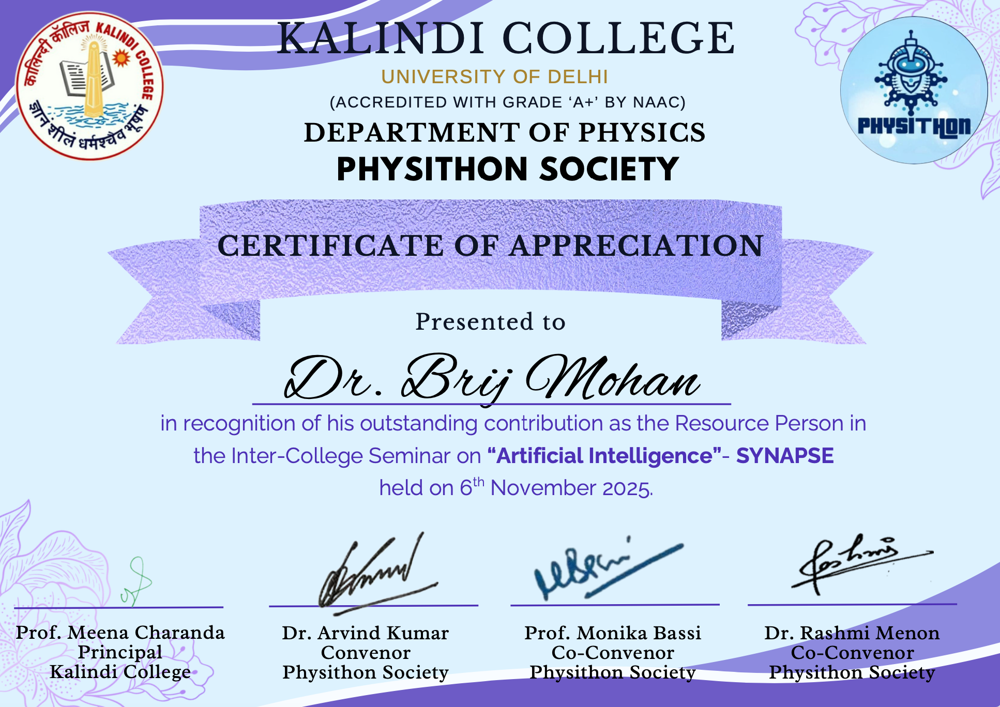 कालिन्दी कॉलिज KALINDI COLLEGE
ज्ञानं शीलं धर्मश्चैव भूषणं
KALINDI COLLEGE
UNIVERSITY OF DELHI
(ACCREDITED WITH GRADE ‘A+’ BY NAAC)
DEPARTMENT OF PHYSICS
PHYSITHON SOCIETY
PHYSITHON
CERTIFICATE OF APPRECIATION
Presented to
Dr. Brij Mohan
in recognition of his outstanding contribution as the Resource Person in
the Inter-College Seminar on “Artificial Intelligence”- SYNAPSE
held on 6th November 2025.
Rashmi
Prof. Meena Charanda
Principal
Kalindi College
Dr. Arvind Kumar
Convenor
Physithon Society
Prof. Monika Bassi
Co-Convenor
Physithon Society
Dr. Rashmi Menon
Co-Convenor
Physithon Society